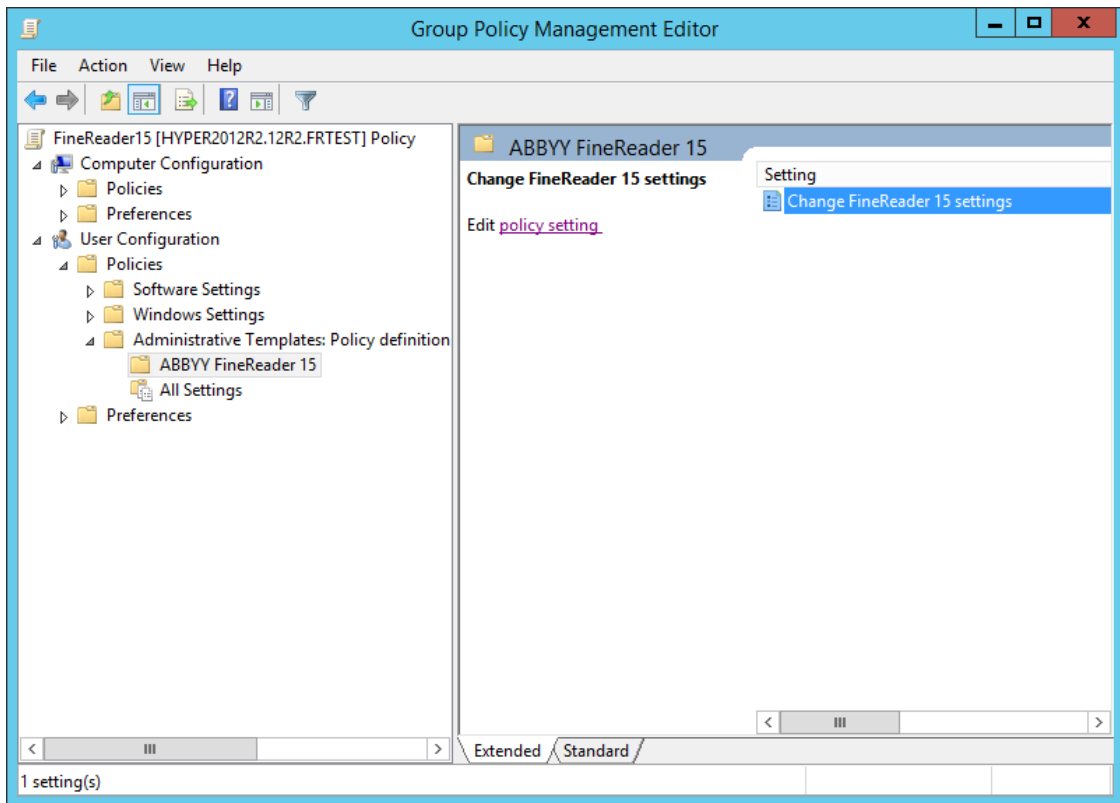 Group Policy Management Editor
File Action View Help
FineReader15 [HYPER2012R2.12R2.FRTEST] Policy
Computer Configuration
Policies
Preferences
User Configuration
Policies
Software Settings
Windows Settings
Administrative Templates: Policy definition
ABBYY FineReader 15
All Settings
Preferences
ABBYY FineReader 15
Change FineReader 15 settings
Edit policy setting
Setting
Change FineReader 15 settings
Extended Standard
1 setting(s)